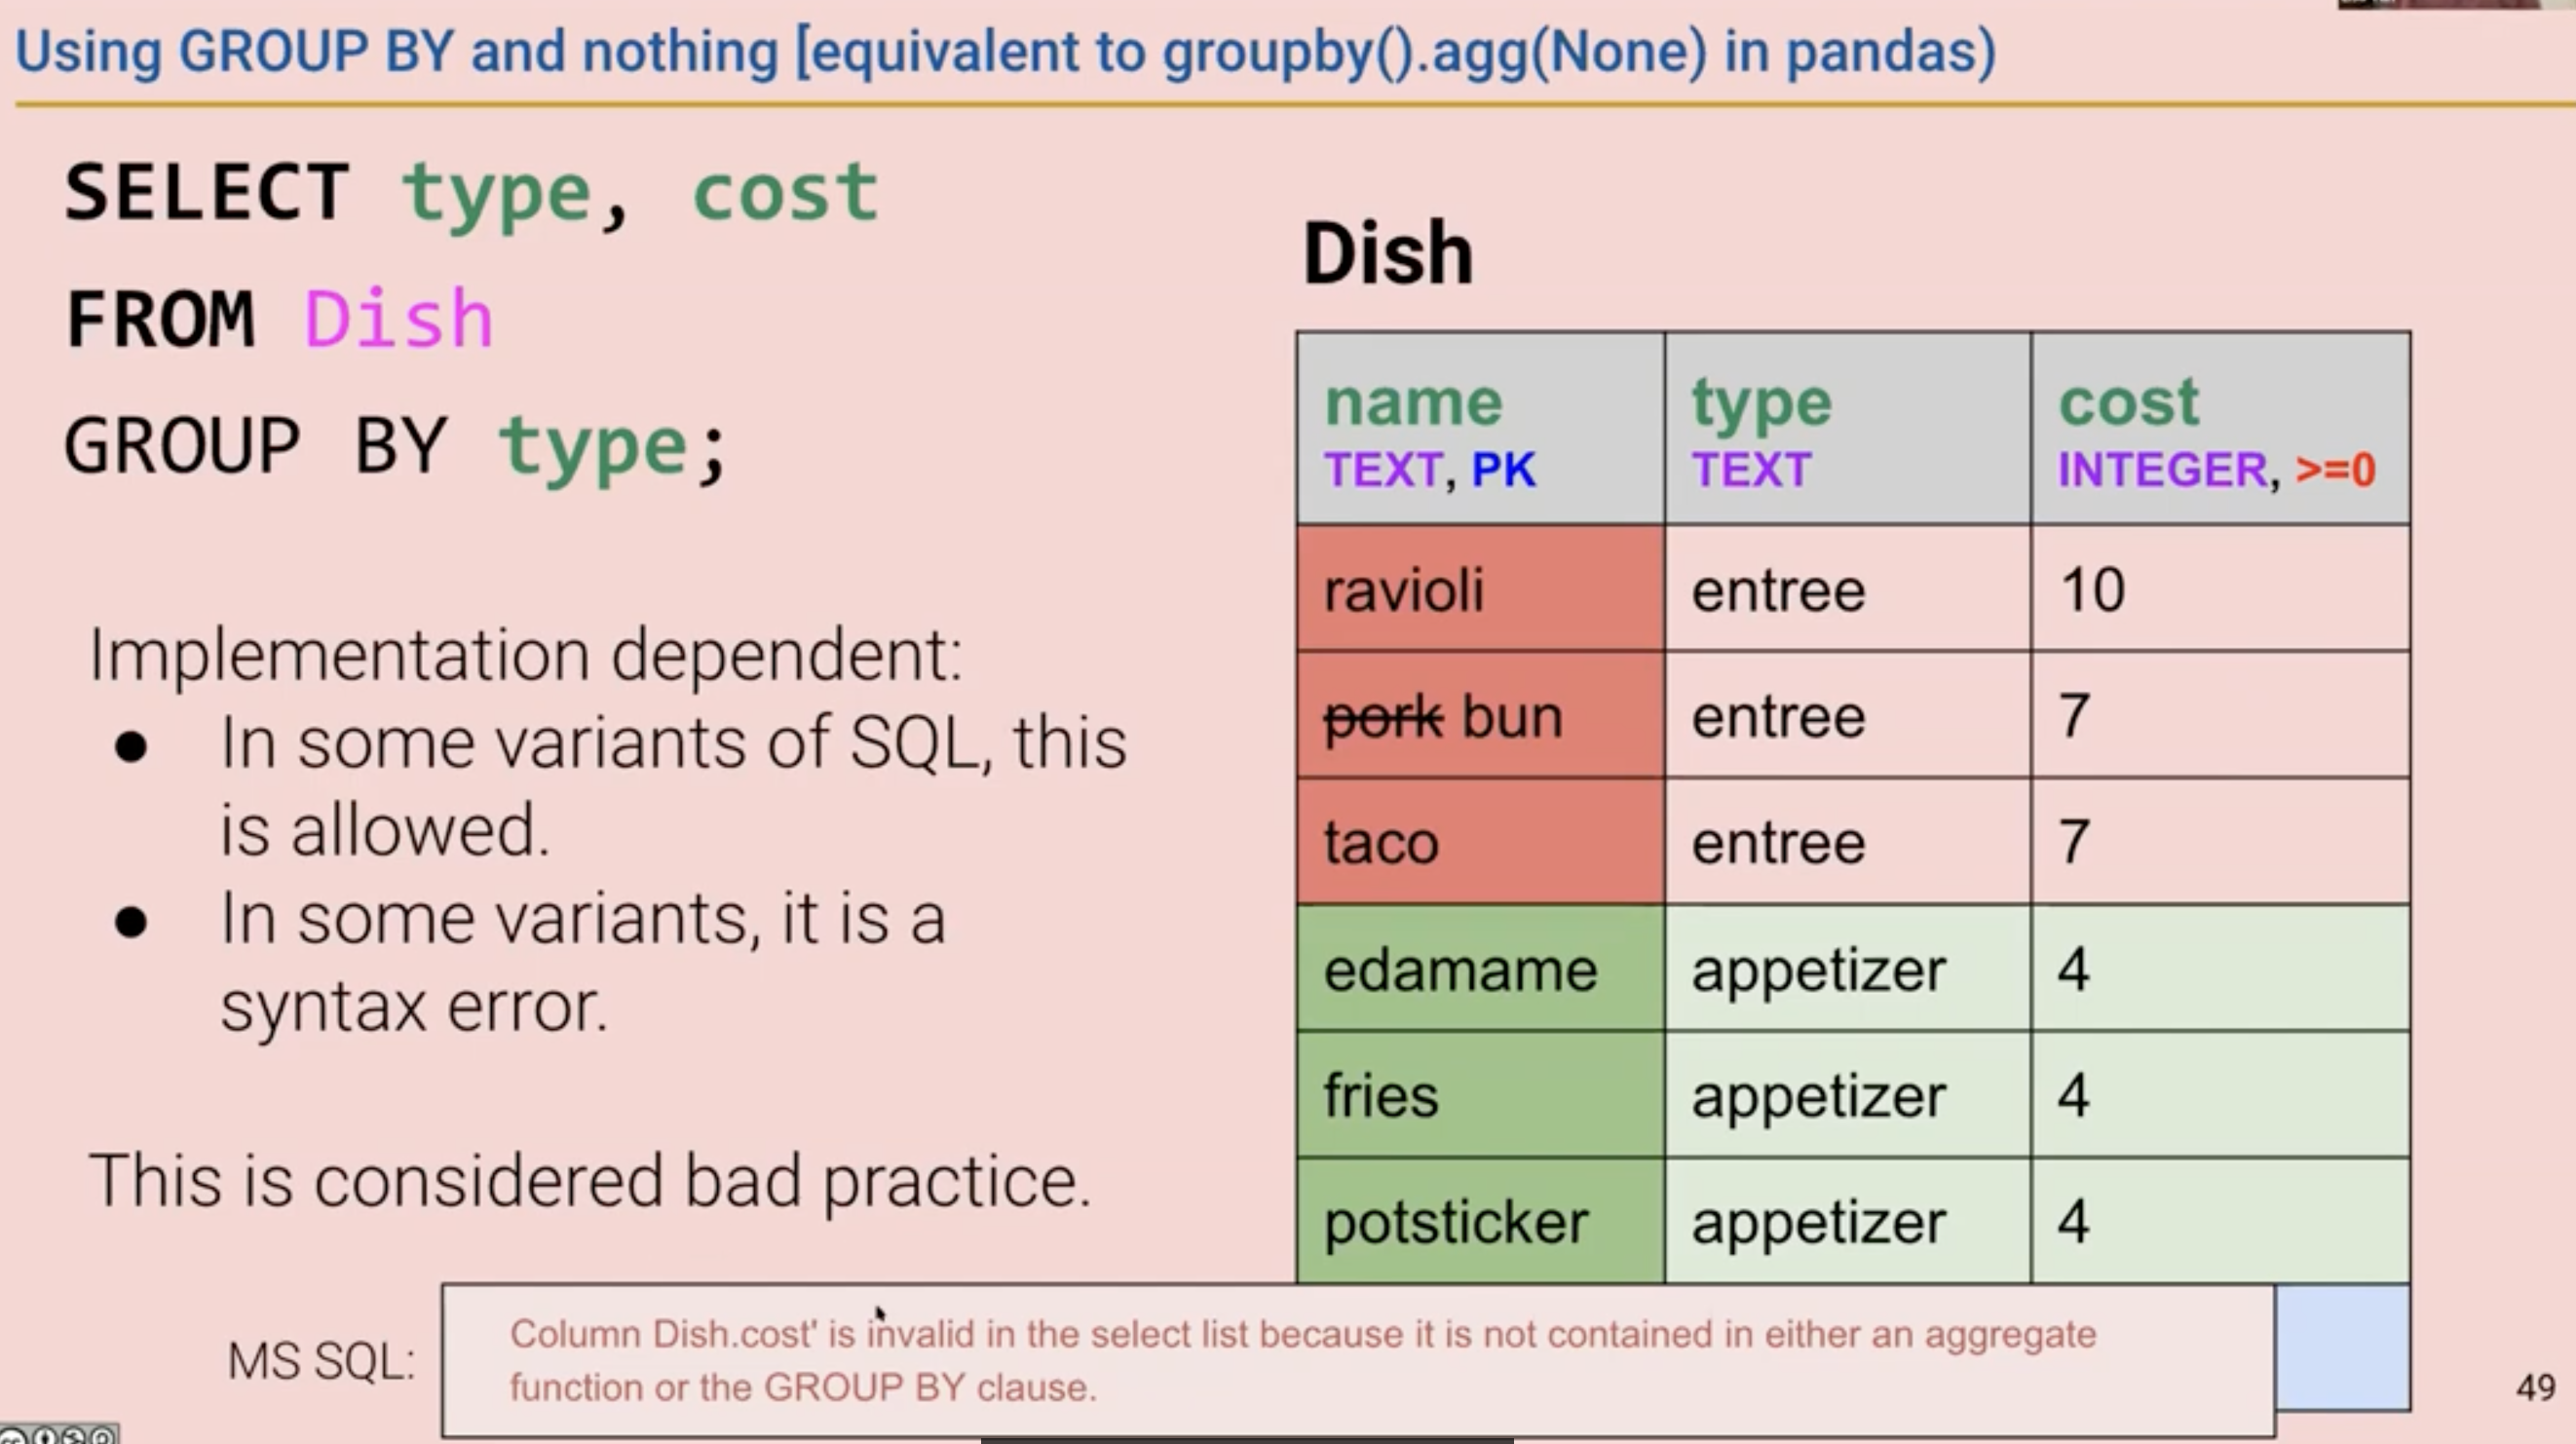 Using GROUP BY and nothing [equivalent to groupby().agg(None) in pandas)
SELECT type, cost
FROM Dish
GROUP BY type;
Implementation dependent:
● In some variants of SQL, this
is allowed.
● In some variants, it is a
syntax error.
This is considered bad practice.
Dish
name type cost
TEXT, PK TEXT INTEGER, >=0
ravioli entree 10
pork bun entree 7
taco entree 7
edamame appetizer 4
fries appetizer 4
potsticker appetizer 4
MS SQL:
Column Dish.cost' is invalid in the select list because it is not contained in either an aggregate
function or the GROUP BY clause.
49